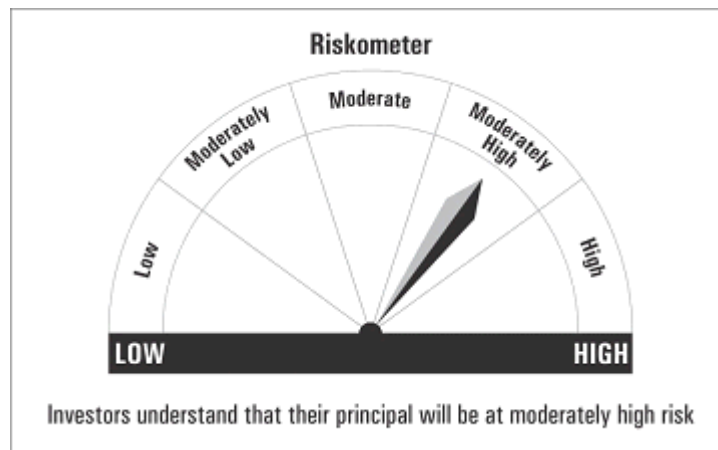 Riskometer
Low
Moderately
Low
Moderate
Moderately
High
High
LOW
HIGH
Investors understand that their principal will be at moderately high risk